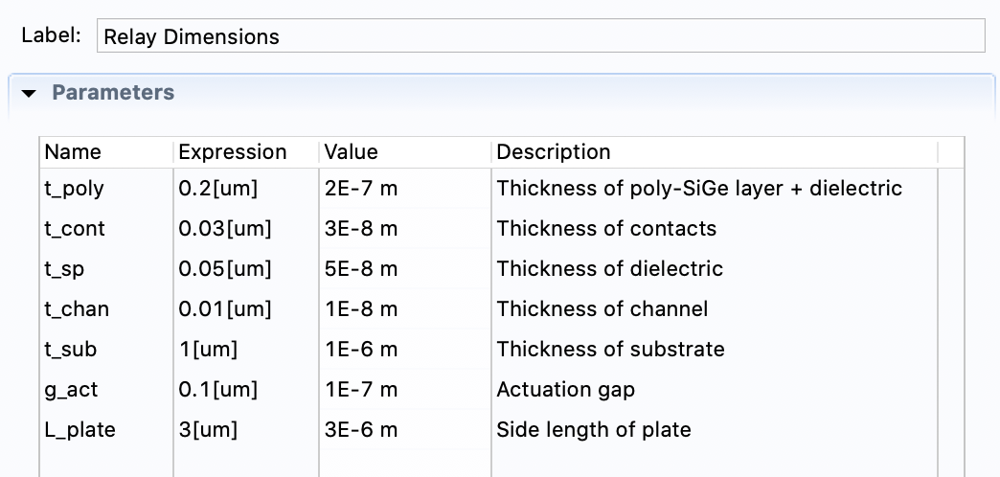 Label: Relay Dimensions
Parameters
Name Expression Value Description
t_poly 0.2[um] 2E-7 m Thickness of poly-SiGe layer + dielectric
t_cont 0.03[um] 3E-8 m Thickness of contacts
t_sp 0.05[um] 5E-8 m Thickness of dielectric
t_chan 0.01[um] 1E-8 m Thickness of channel
t_sub 1[um] 1E-6 m Thickness of substrate
g_act 0.1[um] 1E-7 m Actuation gap
L_plate 3[um] 3E-6 m Side length of plate